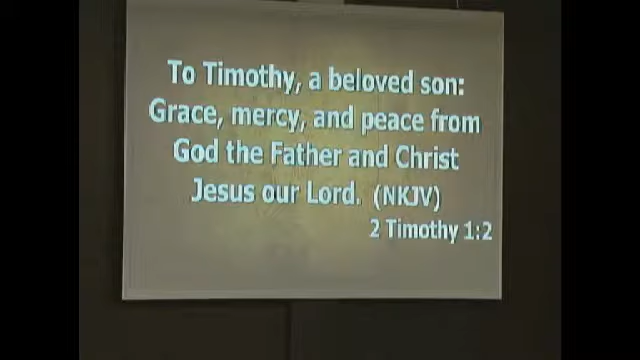 To Timothy, a beloved son:
Grace, mercy, and peace from
God the Father and Christ
Jesus our Lord. (NKJV)
2 Timothy 1:2